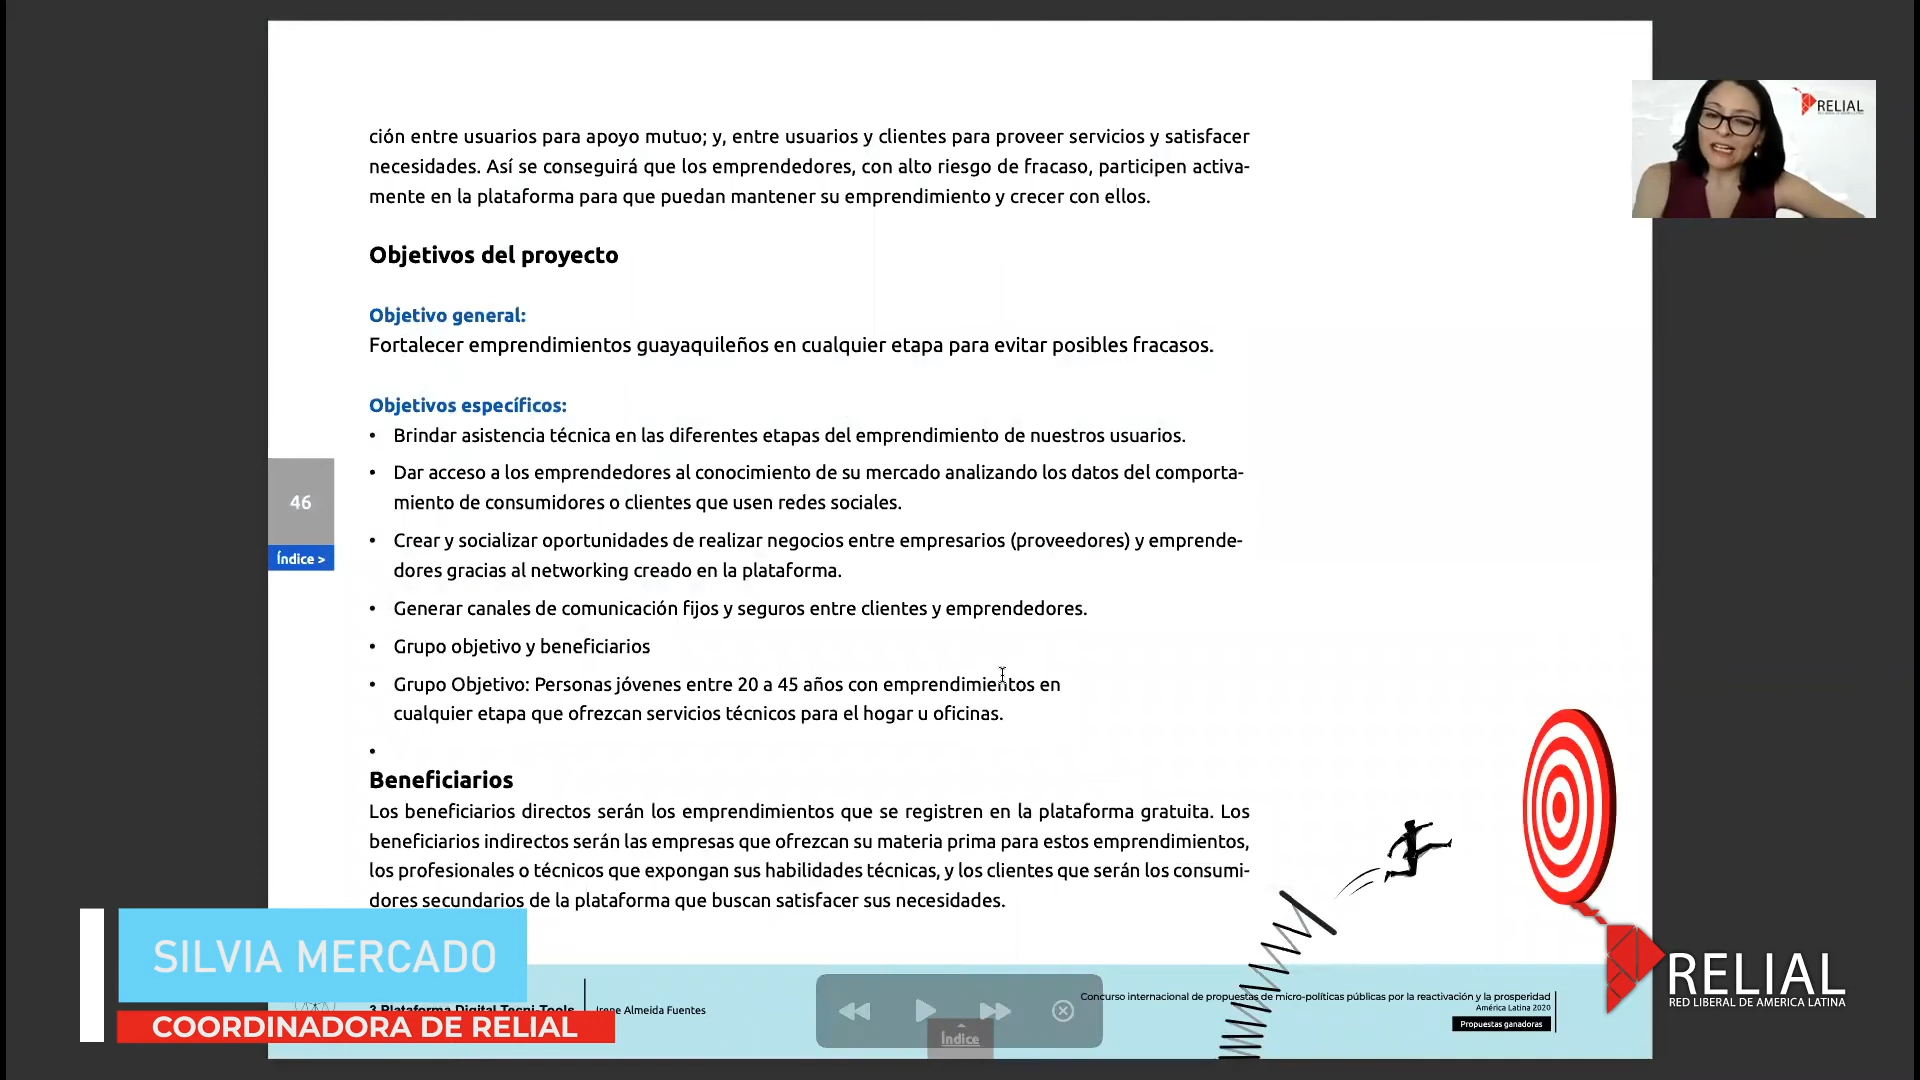 ción entre usuarios para apoyo mutuo; y, entre usuarios y clientes para proveer servicios y satisfacer
necesidades. Así se conseguirá que los emprendedores, con alto riesgo de fracaso, participen activa-
mente en la plataforma para que puedan mantener su emprendimiento y crecer con ellos.
RELIAL
Objetivos del proyecto
Objetivo general:
Fortalecer emprendimientos guayaquileños en cualquier etapa para evitar posibles fracasos.
Objetivos específicos:
• Brindar asistencia técnica en las diferentes etapas del emprendimiento de nuestros usuarios.
• Dar acceso a los emprendedores al conocimiento de su mercado analizando los datos del comporta-
miento de consumidores o clientes que usen redes sociales.
46
• Crear y socializar oportunidades de realizar negocios entre empresarios (proveedores) y emprende-
dores gracias al networking creado en la plataforma.
Índice >
• Generar canales de comunicación fijos y seguros entre clientes y emprendedores.
• Grupo objetivo y beneficiarios
• Grupo Objetivo: Personas jóvenes entre 20 a 45 años con emprendimientos en
cualquier etapa que ofrezcan servicios técnicos para el hogar u oficinas.
•
Beneficiarios
Los beneficiarios directos serán los emprendimientos que se registren en la plataforma gratuita. Los
beneficiarios indirectos serán las empresas que ofrezcan su materia prima para estos emprendimientos,
los profesionales o técnicos que expongan sus habilidades técnicas, y los clientes que serán los consumi-
dores secundarios de la plataforma que buscan satisfacer sus necesidades.
SILVIA MERCADO
COORDINADORA DE RELIAL
3 Plataforma Digital Tecni-Tools
Irene Almeida Fuentes
Índice
Concurso internacional de propuestas de micro-políticas públicas por la reactivación y la prosperidad
América Latina 2020
Propuestas ganadoras
RELIAL
RED LIBERAL DE AMERICA LATINA